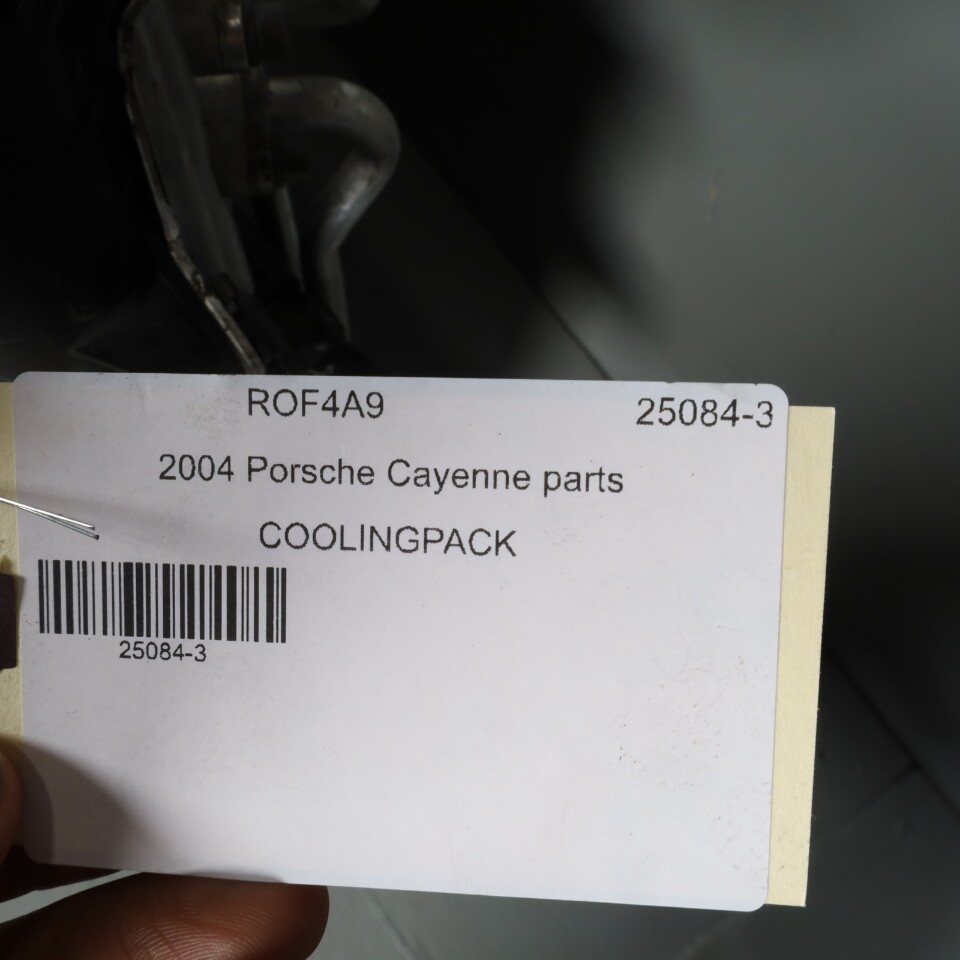 ROF4A9 25084-3
2004 Porsche Cayenne parts
COOLINGPACK
25084-3